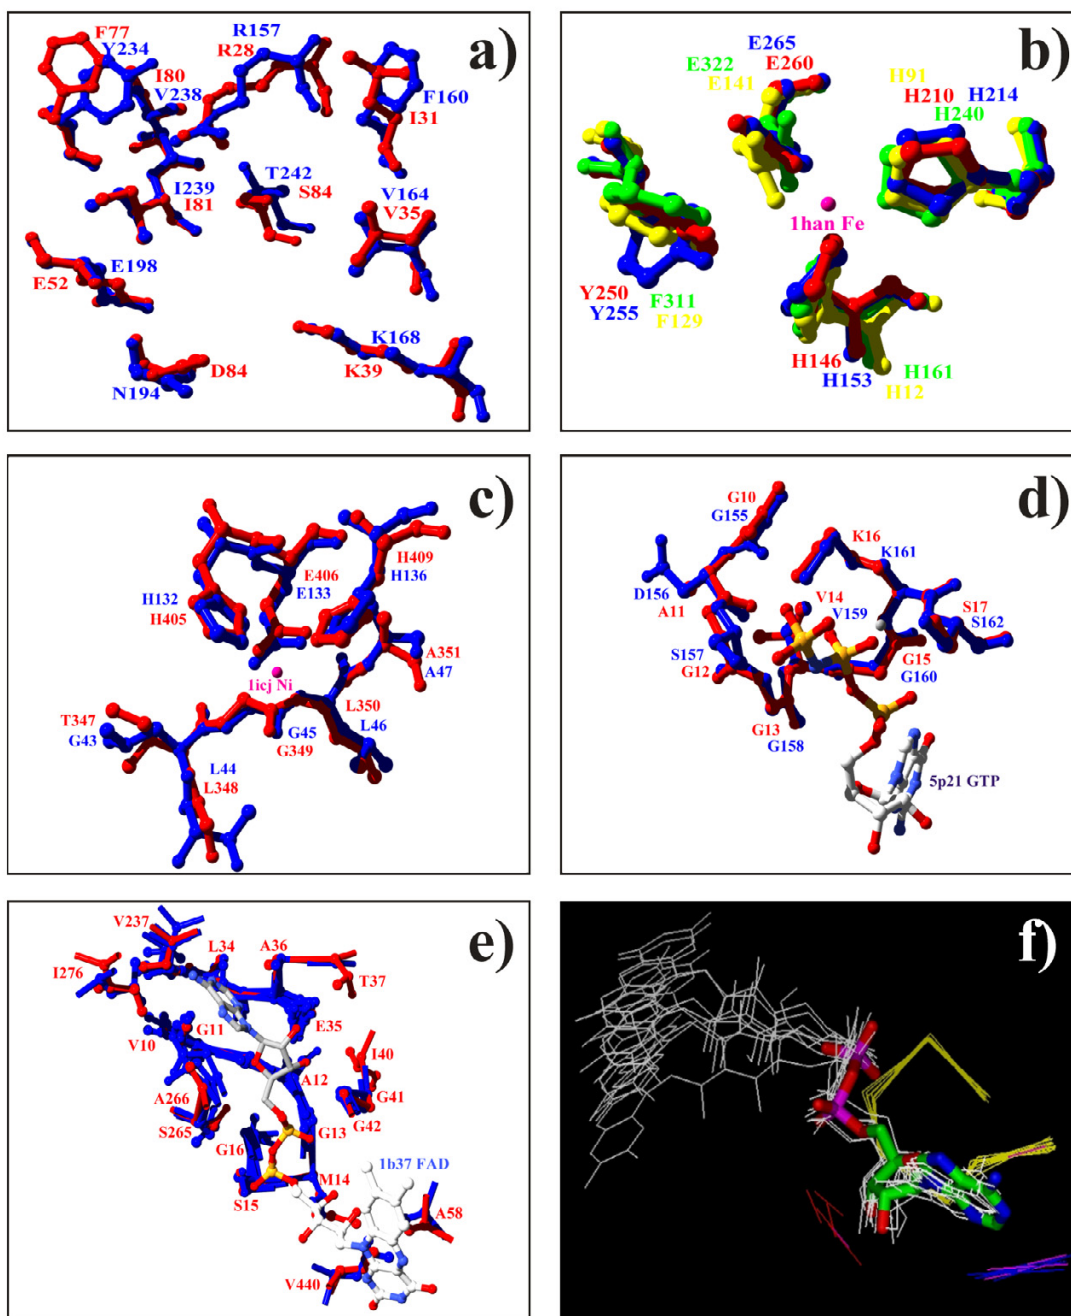 a)
F77
Y234
R157
R28
I80
V238
F160
I31
T242
S84
I239
I81
V164
V35
E198
E52
K168
K39
D84
N194
b)
E265
E322
E260
E141
H91
H210
H214
H240
1han Fe
Y250
F311
Y255
F129
H146
H153
H161
H12
c)
H409
E406
H136
E133
H132
H405
A351
A47
1icj Ni
L350
T347
G43
G45
L46
G349
L44
L348
d)
G10
G155
K16
K161
D156
A11
V14
V159
S17
S162
S157
G12
G15
G160
G13
G158
5p21 GTP
e)
V237
L34
A36
I276
T37
G11
E35
V10
I40
A12
A266
G41
G42
S265
G16
G13
1b37 FAD
M14
S15
A58
V440
f)